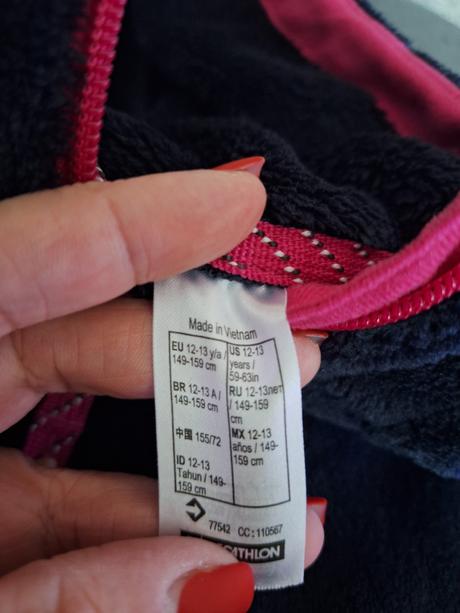 Made in Vietnam
EU 12-13 y/a /
149-159 cm
BR 12-13 A /
149-159 cm
中国 155/72
ID 12-13
Tahun / 149-
159 cm
US 12-13
years /
59-63in
RU 12-13лет
/ 149-159
cm
MX 12-13
años / 149-
159 cm
77542 CC: 110567